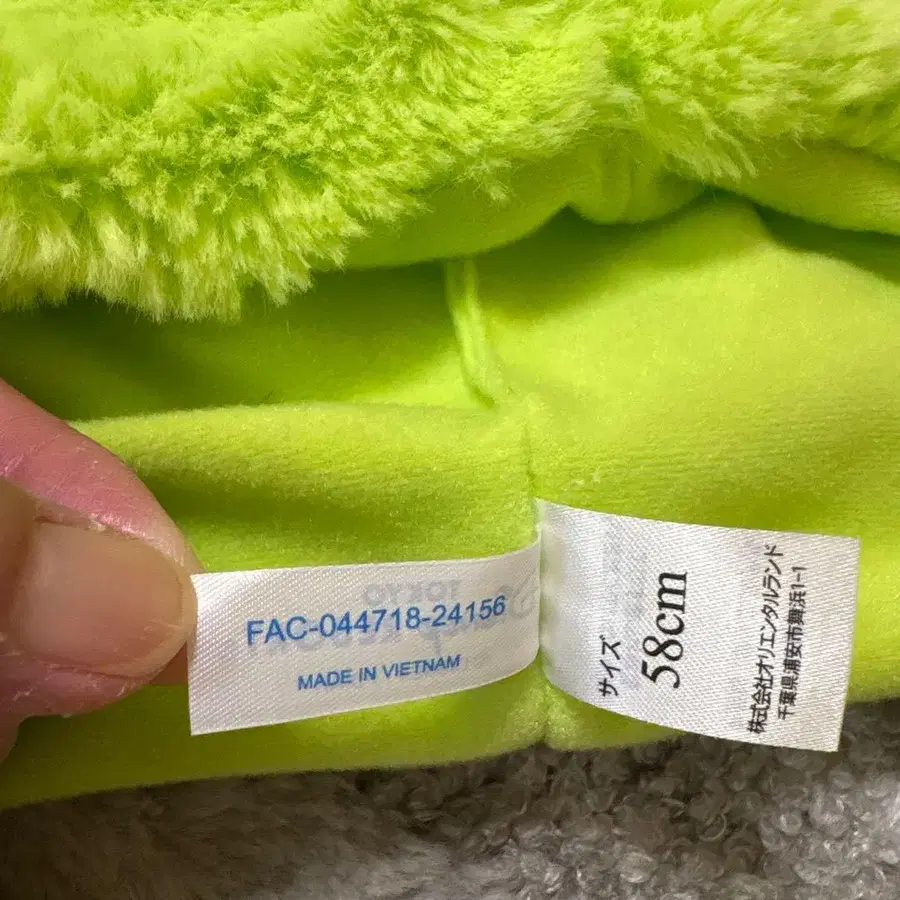 FAC-044718-24156
MADE IN VIETNAM
サイズ
58cm
株式会社オリエンタルランド
千葉県浦安市舞浜1-1